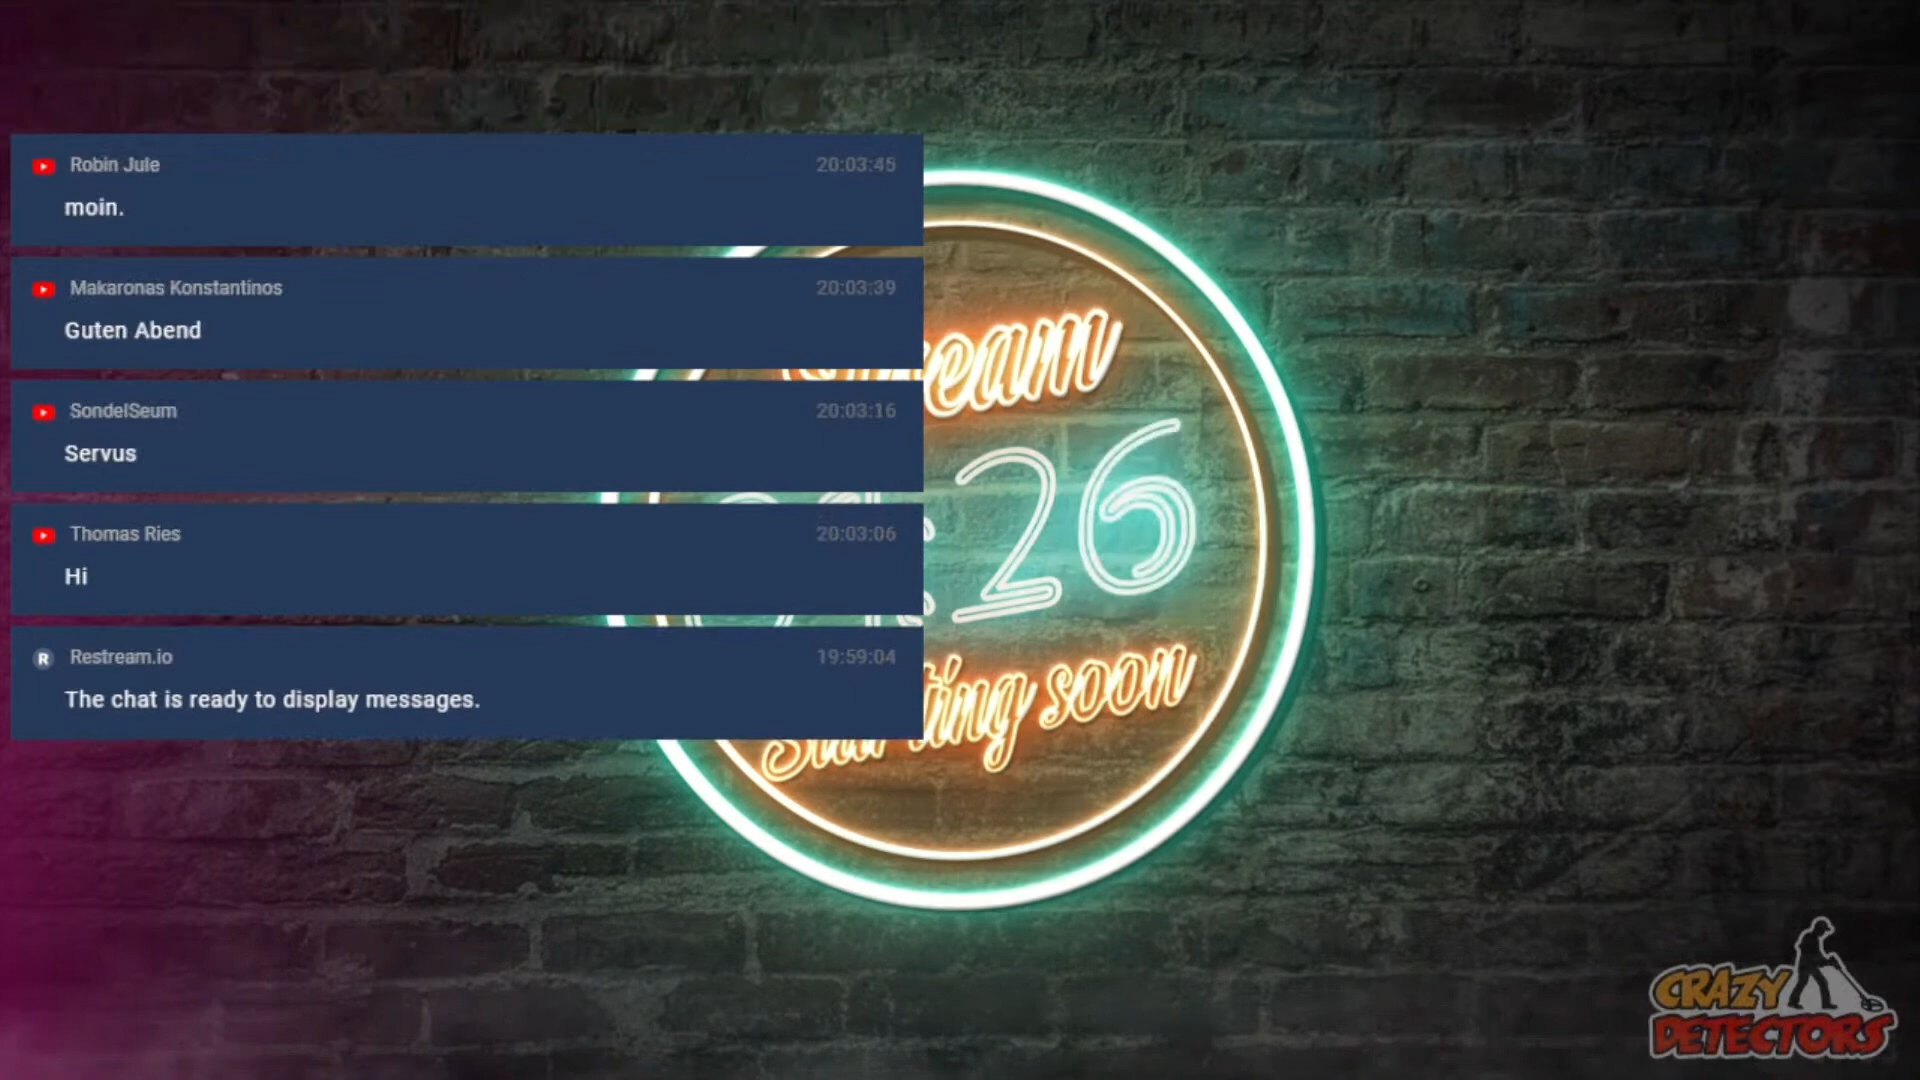 Robin Jule 20:03:45
moin.
Makaronas Konstantinos 20:03:39
Guten Abend
SondelSeum 20:03:16
Servus
Thomas Ries 20:03:06
Hi
Restream.io 19:59:04
The chat is ready to display messages.
:26
soon
CRAZY
DETECTORS